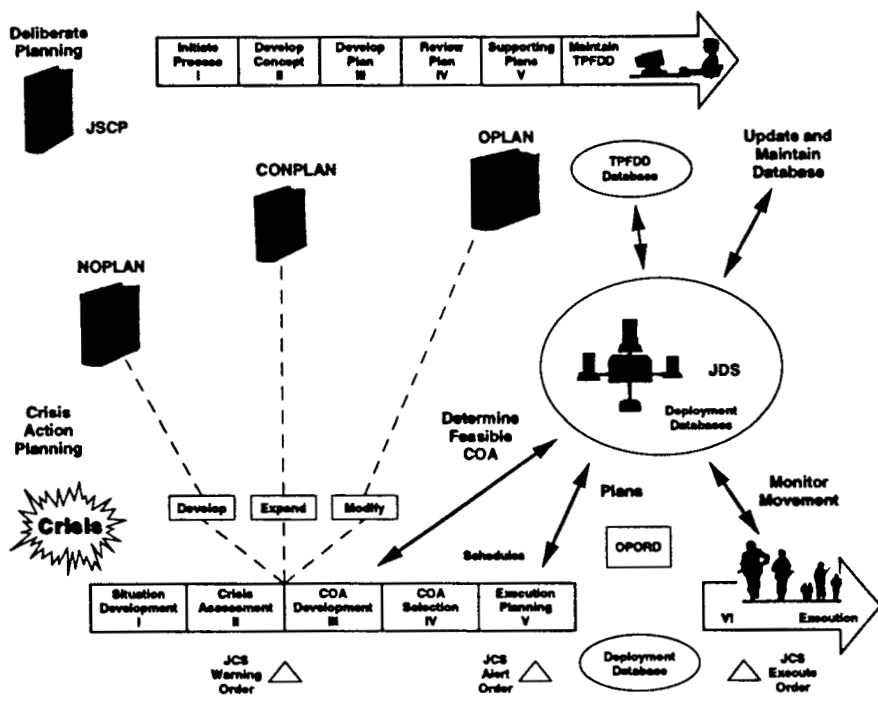 Deliberate
Planning
JSCP
Initiate
Process
I
Develop
Concept
II
Develop
Plan
III
Review
Plan
IV
Supporting
Plans
V
Maintain
TPFDD
OPLAN
CONPLAN
NOPLAN
TPFDD
Database
Update and
Maintain
Database
JDS
Deployment
Databases
Crisis
Action
Planning
Crisis
Develop
Expand
Modify
Determine
Feasible
COA
Plans
Schedules
OPORD
Monitor
Movement
Situation
Development
I
Crisis
Assessment
II
COA
Development
III
COA
Selection
IV
Execution
Planning
V
VI
Execution
JCS
Warning
Order
JCS
Alert
Order
Deployment
Database
JCS
Execute
Order